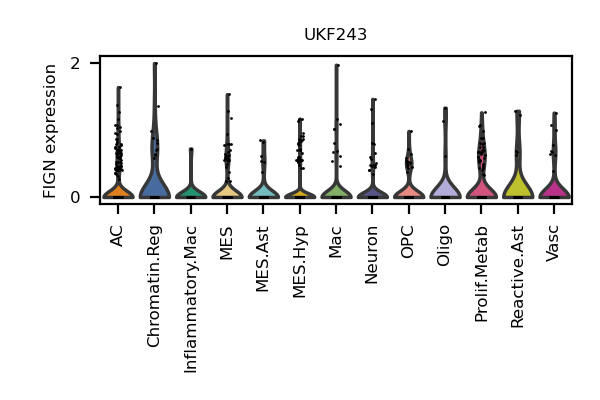 UKF243
FIGN expression
2
0
AC
Chromatin.Reg
Inflammatory.Mac
MES
MES.Ast
MES.Hyp
Mac
Neuron
OPC
Oligo
Prolif.Metab
Reactive.Ast
Vasc